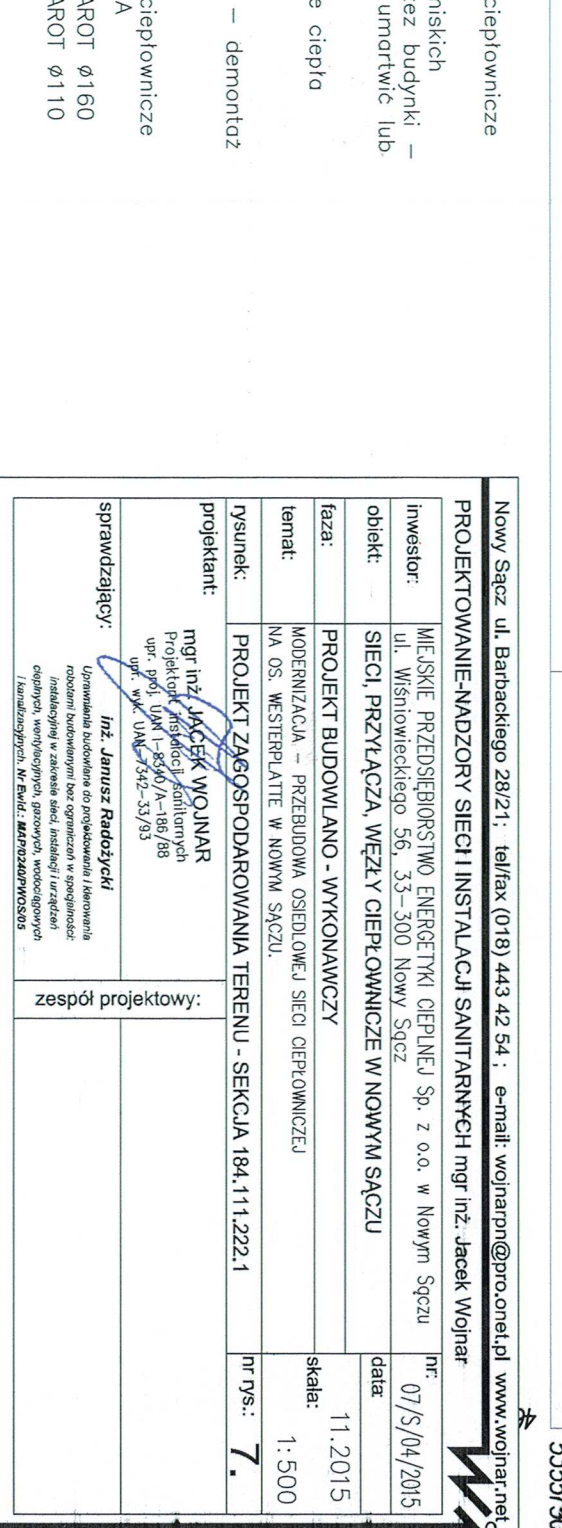 ciepłownicze
niskich
budynki –
umartwić lub
ciepła
– demontaż
ciepłownicze
A
AROT Ø160
AROT Ø110
Nowy Sącz ul. Barbackiego 28/21; tel/fax (018) 443 42 54 ; e-mail: wojnarpn@pro.onet.pl www.wojnar.net
PROJEKTOWANIE-NADZORY SIECI I INSTALACJI SANITARNYCH mgr inż. Jacek Wojnar
inwestor: MIEJSKIE PRZEDSIĘBIORSTWO ENERGETYKI CIEPLNEJ Sp. z o.o. w Nowym Sączu
ul. Wiśniowieckiego 56, 33-300 Nowy Sącz
nr: 07/S/04/2015
obiekt: SIECI, PRZYŁĄCZA, WĘZŁY CIEPŁOWNICZE W NOWYM SĄCZU
data:
11.2015
faza: PROJEKT BUDOWLANO - WYKONAWCZY
temat: MODERNIZACJA – PRZEBUDOWA OSIEDLOWEJ SIECI CIEPŁOWNICZEJ
NA OS. WESTERPLATTE W NOWYM SĄCZU.
skala:
1:500
rysunek: PROJEKT ZAGOSPODAROWANIA TERENU - SEKCJA 184.111.222.1
nr rys.: 7.
projektant:
mgr inż. JACEK WOJNAR
Projektant instalacji sanitarnych
upr. proj. UAN I-8340/A-186/88
upr. wyk. UAN-7342-33/93
sprawdzający:
inż. Janusz Radożycki
Uprawnienia budowlane do projektowania i kierowania
robotami budowlanymi bez ograniczeń w specjalności:
instalacyjnej w zakresie sieci, instalacji i urządzeń
cieplnych, wentylacyjnych, gazowych, wodociągowych
i kanalizacyjnych. Nr Ewid.: MAP/0240/PWOS/05
zespół projektowy: